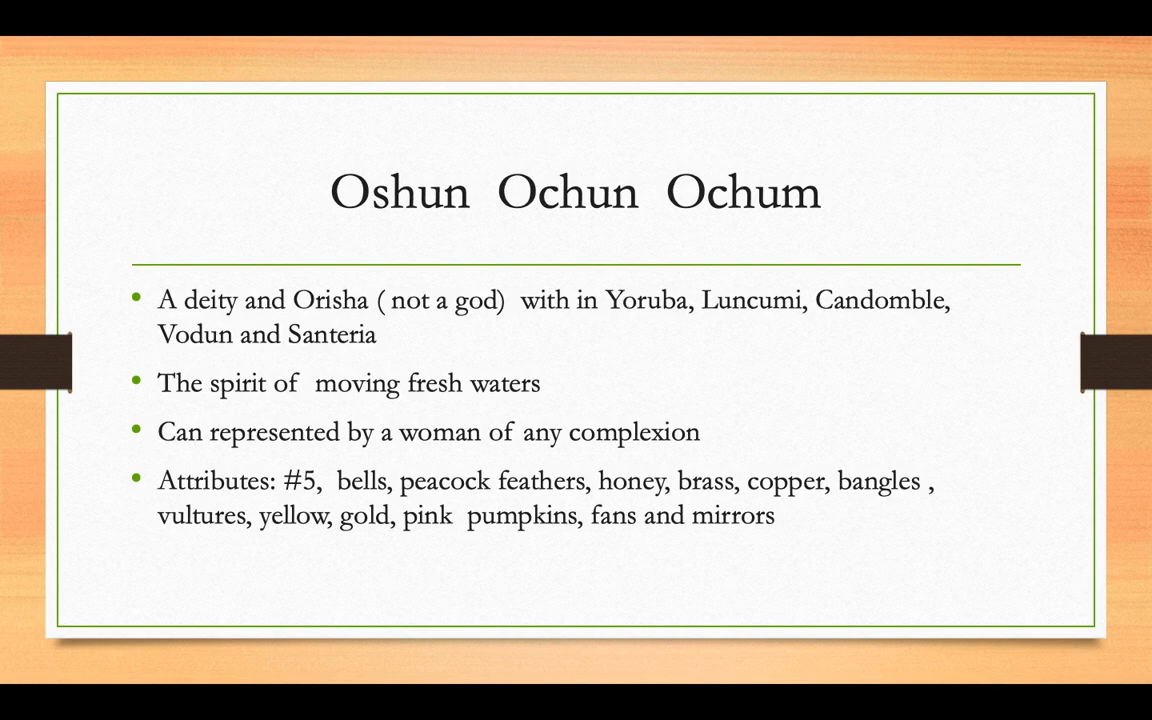 Oshun Ochun Ochum
• A deity and Orisha ( not a god) with in Yoruba, Luncumi, Candomble,
Vodun and Santeria
• The spirit of moving fresh waters
• Can represented by a woman of any complexion
• Attributes: #5, bells, peacock feathers, honey, brass, copper, bangles ,
vultures, yellow, gold, pink pumpkins, fans and mirrors